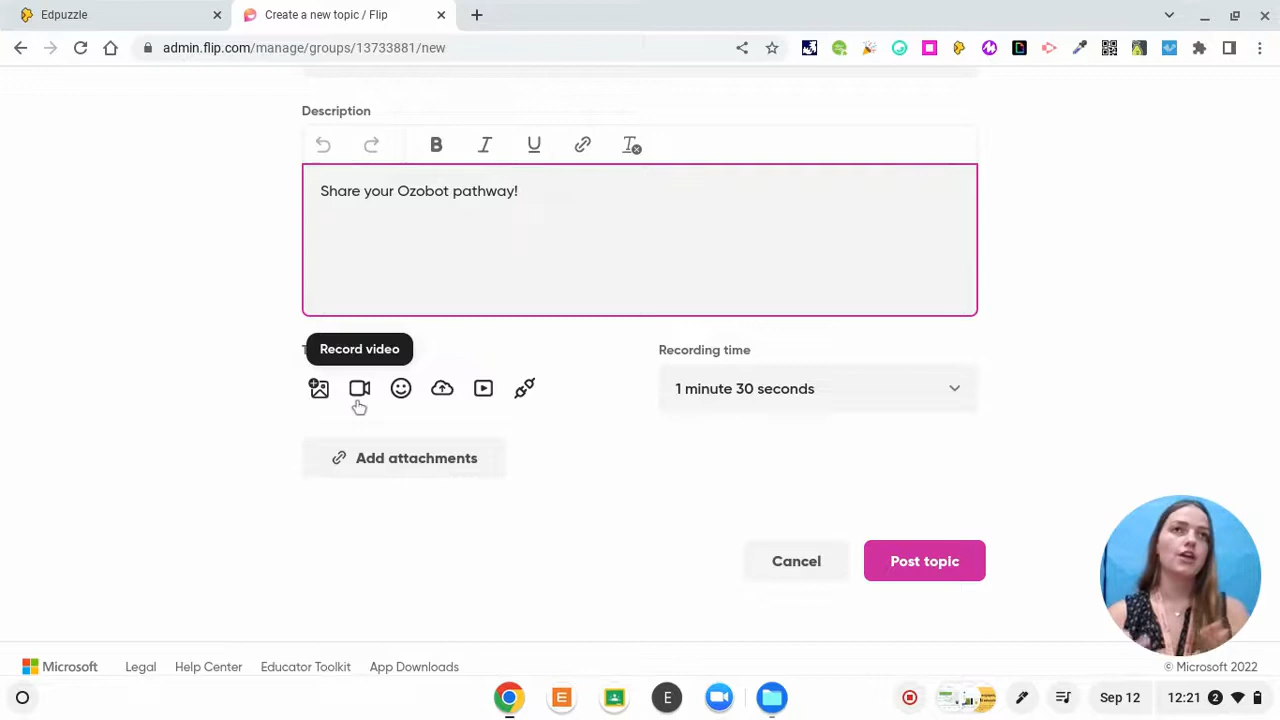 Edpuzzle
Create a new topic / Flip
admin.flip.com/manage/groups/13733881/new
Description
B I U
Share your Ozobot pathway!
Record video
Recording time
1 minute 30 seconds
Add attachments
Cancel
Post topic
Microsoft
Legal
Help Center
Educator Toolkit
App Downloads
© Microsoft 2022
E
E
Sep 12
12:21
2